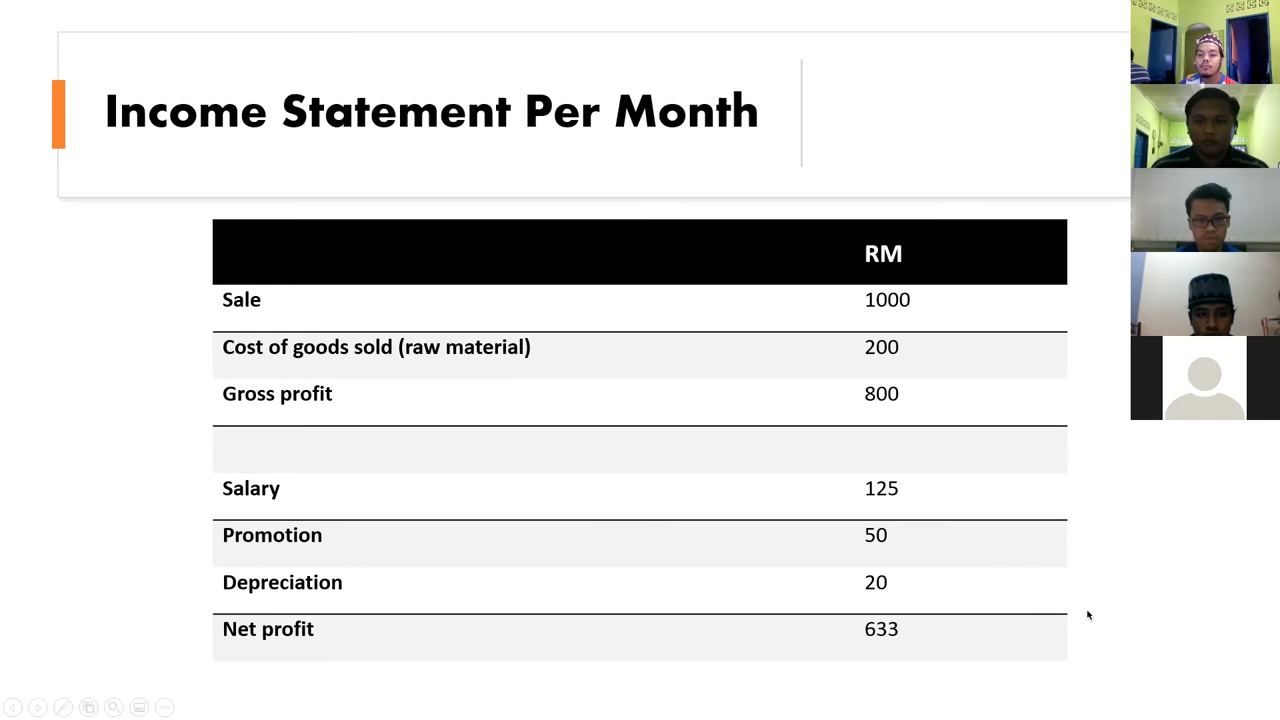 Income Statement Per Month
RM
Sale 1000
Cost of goods sold (raw material) 200
Gross profit 800
Salary 125
Promotion 50
Depreciation 20
Net profit 633